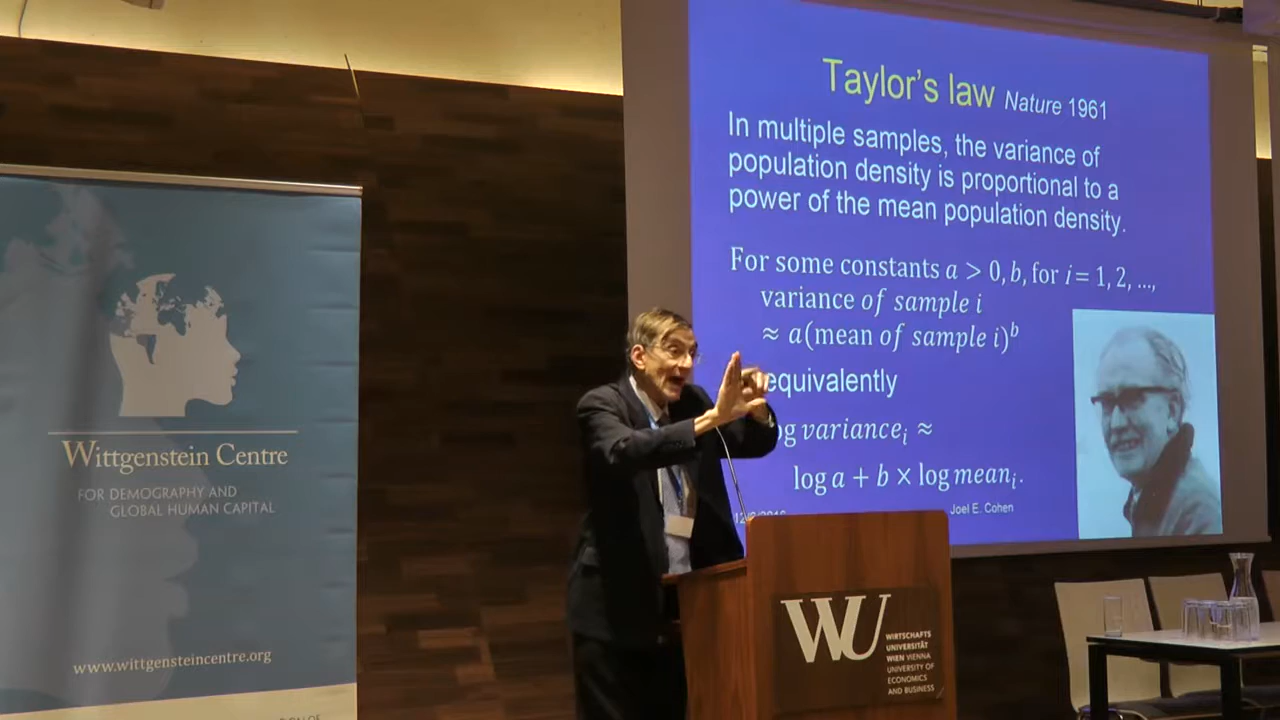 Taylor's law Nature 1961
In multiple samples, the variance of
population density is proportional to a
power of the mean population density.
For some constants a > 0, b, for i = 1, 2, ...,
variance of sample i
≈ a(mean of sample i)^b
equivalently
variance_i ≈
log a + b × log mean_i.
Joel E. Cohen
Wittgenstein Centre
FOR DEMOGRAPHY AND
GLOBAL HUMAN CAPITAL
www.wittgensteincentre.org
WU
WIRTSCHAFTS
UNIVERSITÄT
WIEN VIENNA
UNIVERSITY OF
ECONOMICS
AND BUSINESS